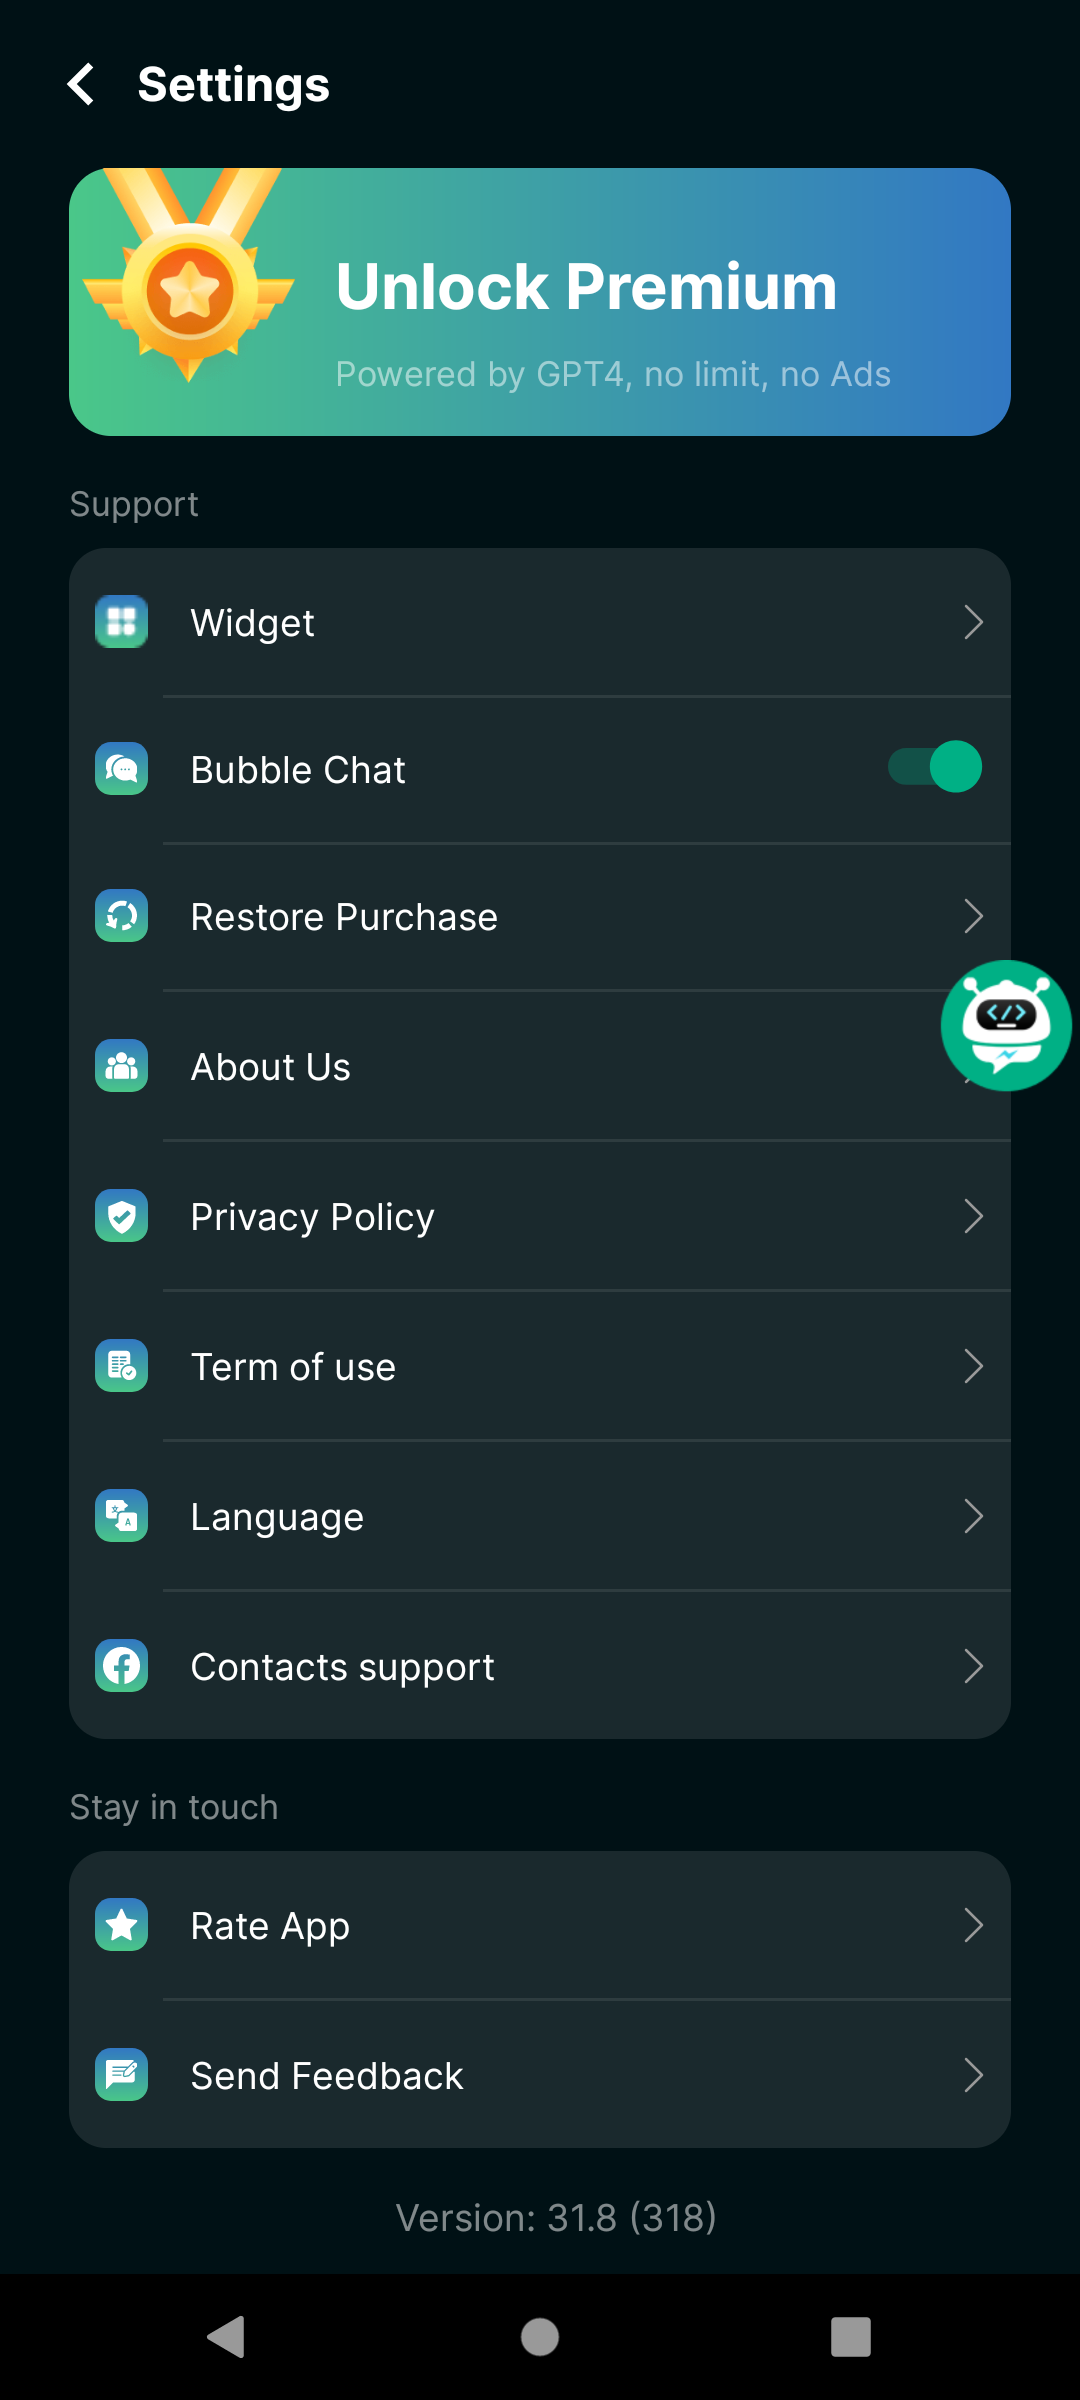 Settings
Unlock Premium
Powered by GPT4, no limit, no Ads
Support
Widget
Bubble Chat
Restore Purchase
About Us
Privacy Policy
Term of use
Language
Contacts support
Stay in touch
Rate App
Send Feedback
Version: 31.8 (318)